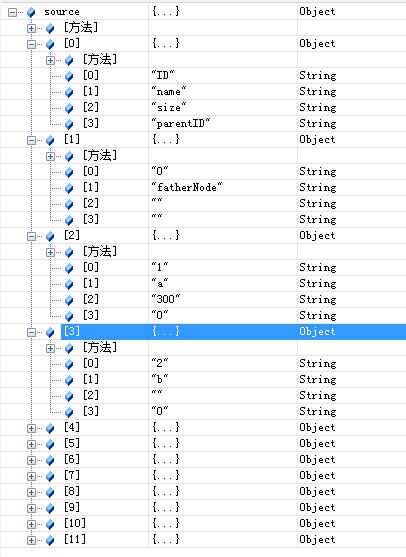 source {...} Object
[方法]
[0] {...} Object
[方法]
[0] "ID" String
[1] "name" String
[2] "size" String
[3] "parentID" String
[1] {...} Object
[方法]
[0] "0" String
[1] "fatherNode" String
[2] "" String
[3] "" String
[2] {...} Object
[方法]
[0] "1" String
[1] "a" String
[2] "300" String
[3] "0" String
[3] {...} Object
[方法]
[0] "2" String
[1] "b" String
[2] "" String
[3] "0" String
[4] {...} Object
[5] {...} Object
[6] {...} Object
[7] {...} Object
[8] {...} Object
[9] {...} Object
[10] {...} Object
[11] {...} Object